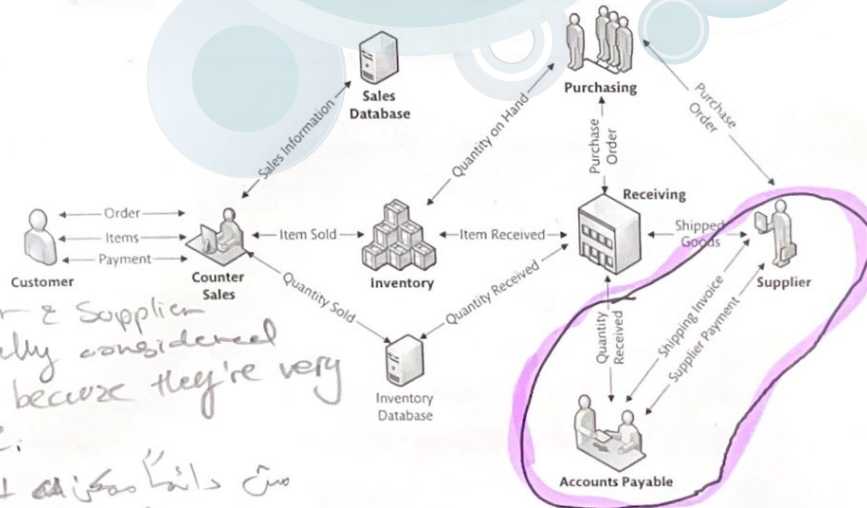 Sales
Database
Purchasing
Sales Information
Quantity on Hand
Purchase
Order
Purchase
Order
Receiving
Order
Items
Payment
Item Sold
Item Received
Shipped
Goods
Customer
Counter
Sales
Inventory
Supplier
Quantity Sold
Quantity Received
Quantity
Received
Shipping Invoice
Supplier Payment
Inventory
Database
Accounts Payable
Supplier
considered
because they're very
دائماً